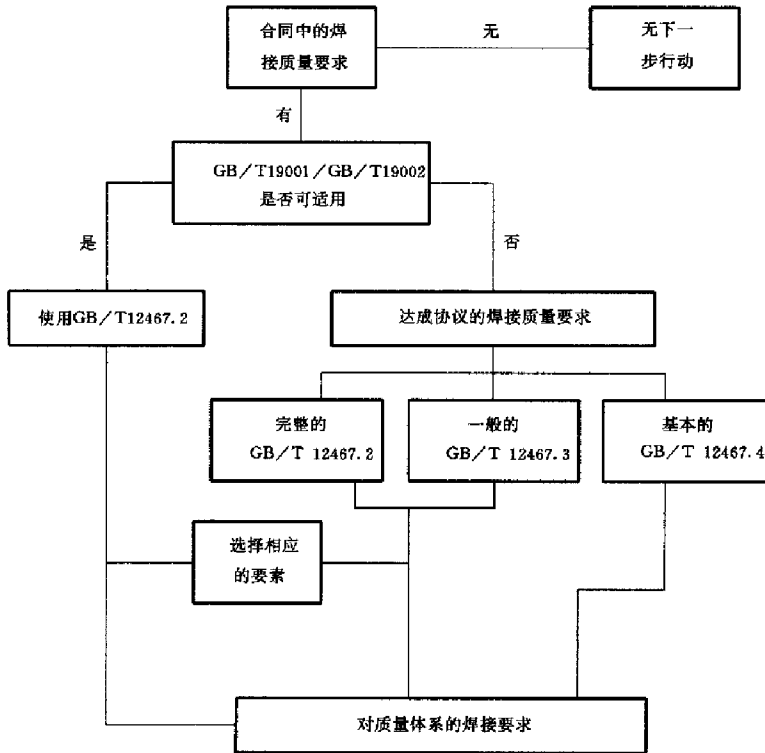 合同中的焊
接质量要求
无
无下一
步行动
有
GB/T19001/GB/T19002
是否可适用
是
否
使用GB/T12467.2
达成协议的焊接质量要求
完整的
GB/T 12467.2
一般的
GB/T 12467.3
基本的
GB/T 12467.4
选择相应
的要素
对质量体系的焊接要求